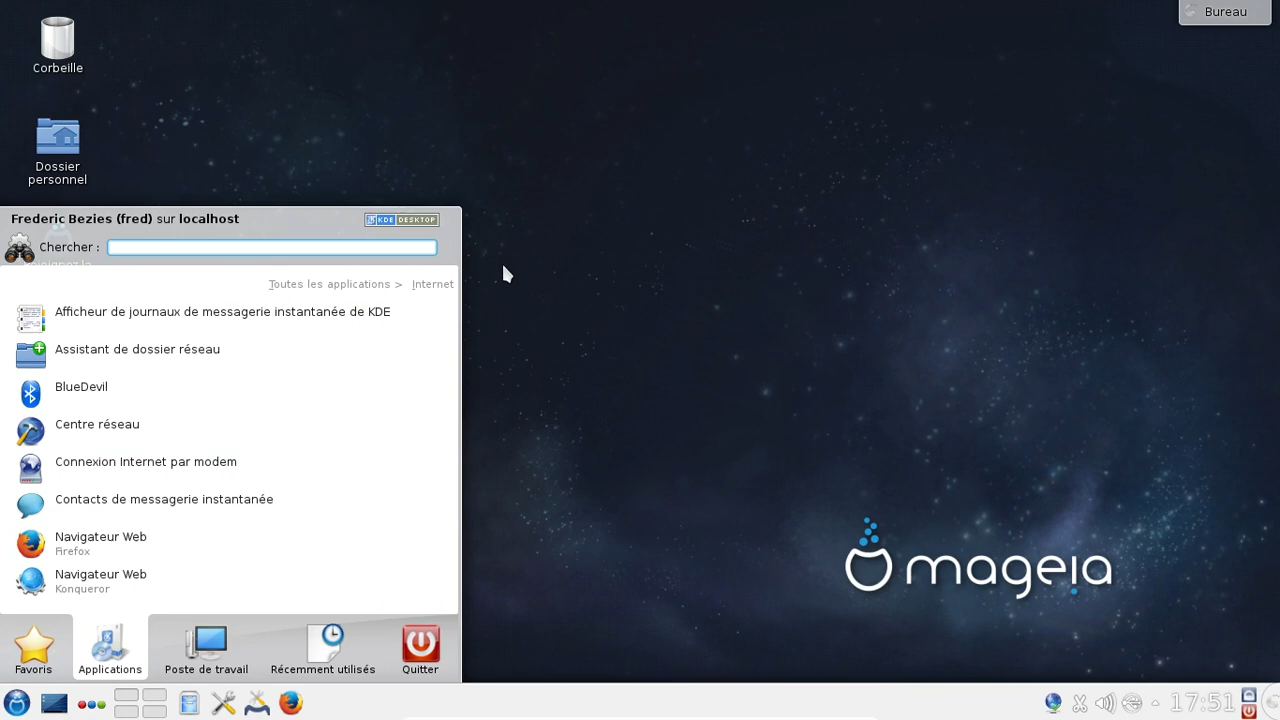 Bureau
Corbeille
Dossier
personnel
Frederic Bezies (fred) sur localhost
KDE DESKTOP
Chercher :
Toutes les applications > Internet
Afficheur de journaux de messagerie instantanée de KDE
Assistant de dossier réseau
BlueDevil
Centre réseau
Connexion Internet par modem
Contacts de messagerie instantanée
Navigateur Web
Firefox
Navigateur Web
Konqueror
mageia
Favoris
Applications
Poste de travail
Récemment utilisés
Quitter
17:51